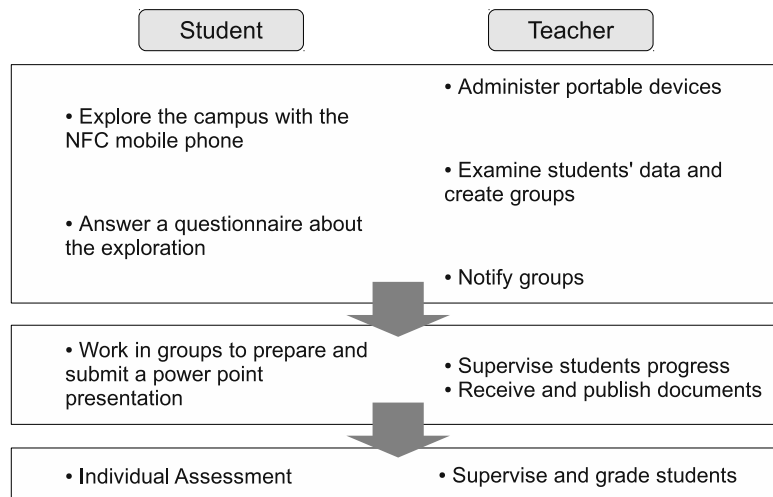 Student
Teacher
• Administer portable devices
• Explore the campus with the
NFC mobile phone
• Examine students' data and
create groups
• Answer a questionnaire about
the exploration
• Notify groups
• Work in groups to prepare and
submit a power point
presentation
• Supervise students progress
• Receive and publish documents
• Individual Assessment
• Supervise and grade students